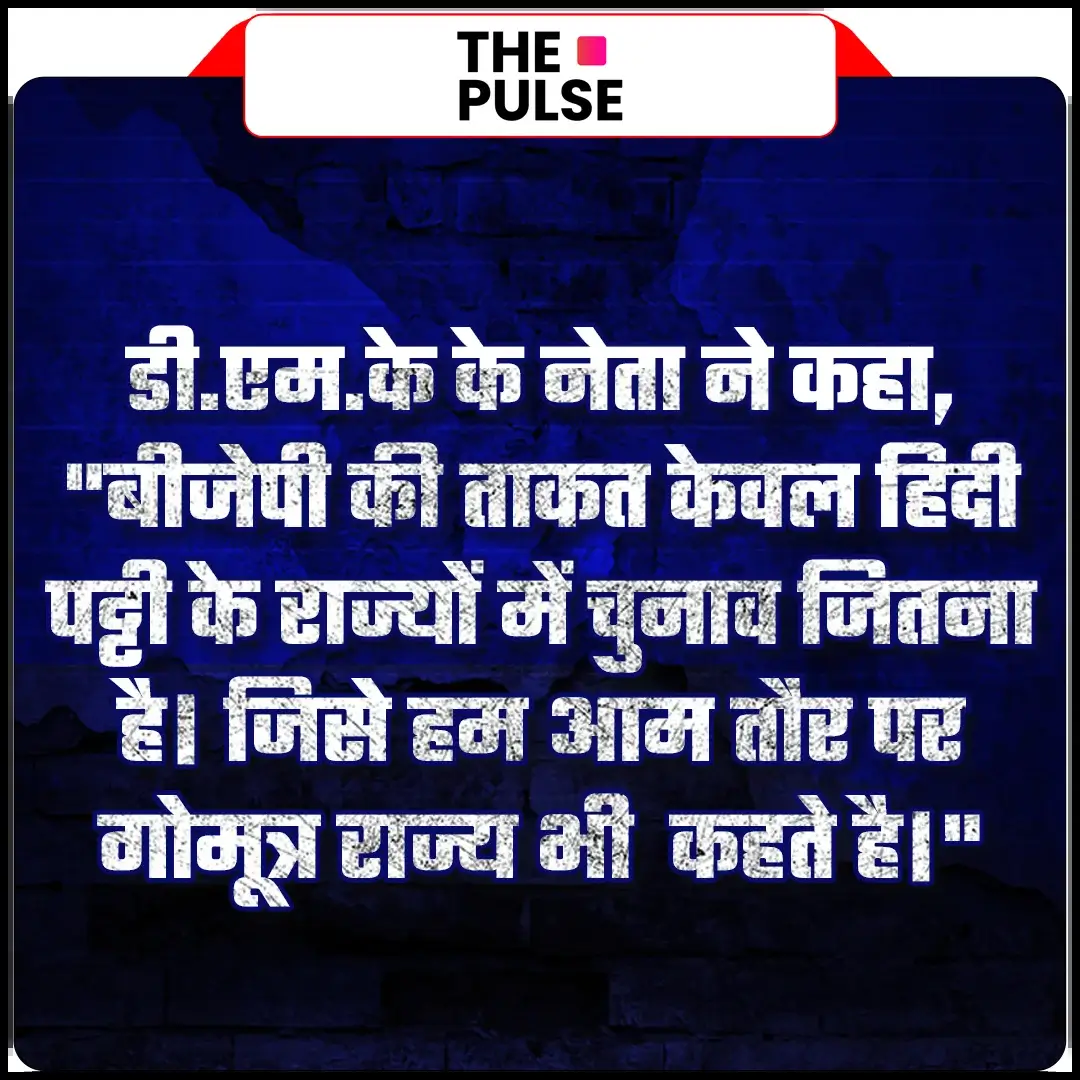 THE
PULSE
डी.एम.के के नेता ने कहा,
"बीजेपी की ताकत केवल हिंदी
पट्टी के राज्यों में चुनाव जितना
है। जिसे हम आम तौर पर
गोमूत्र राज्य भी कहते है।"